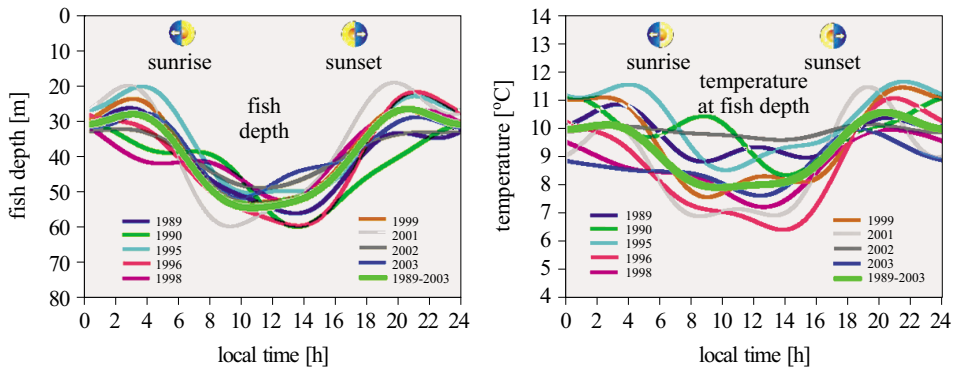 0
10
20
30
40
50
60
70
80
fish depth [m]
sunrise
sunset
fish
depth
1989
1990
1995
1996
1998
1999
2001
2002
2003
1989-2003
0 2 4 6 8 10 12 14 16 18 20 22 24
local time [h]
14
13
12
11
10
9
8
7
6
5
4
temperature [ºC]
sunrise
sunset
temperature
at fish depth
1989
1990
1995
1996
1998
1999
2001
2002
2003
1989-2003
0 2 4 6 8 10 12 14 16 18 20 22 24
local time [h]